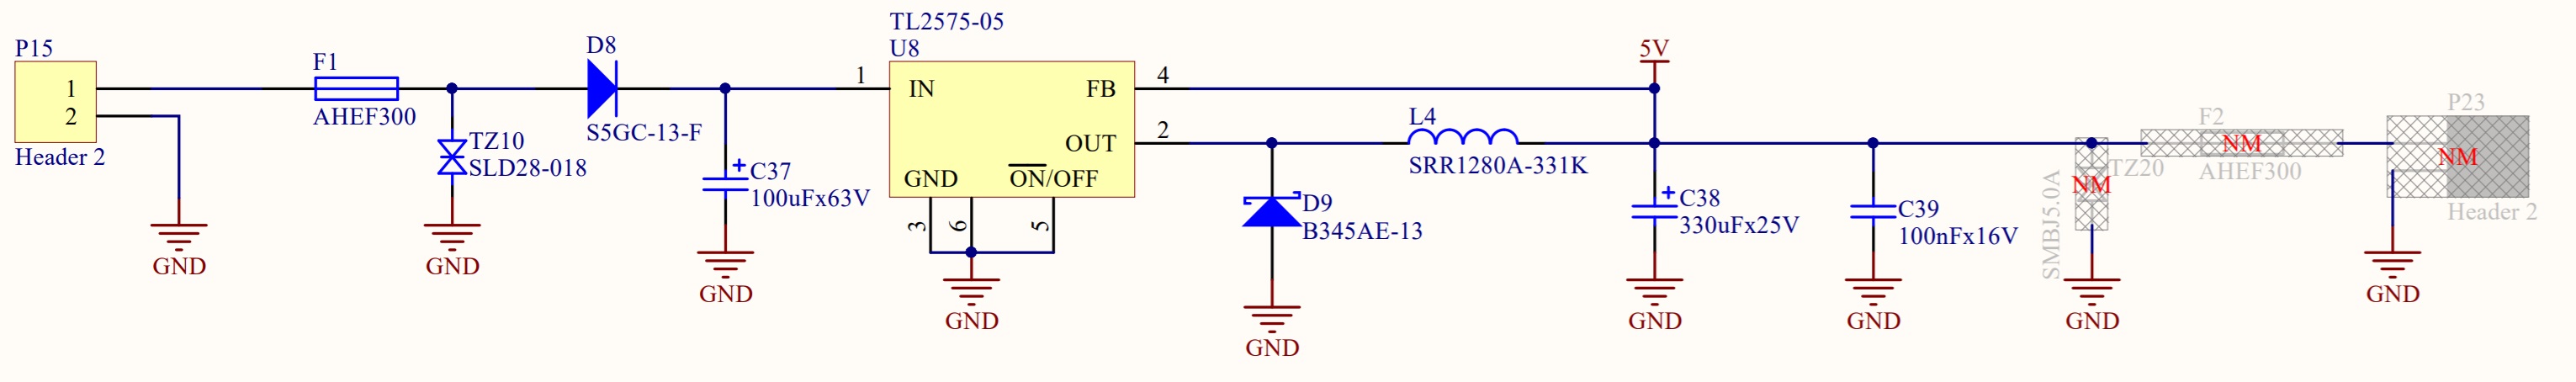 P15
1
2
Header 2
F1
AHEF300
TZ10
SLD28-018
D8
S5GC-13-F
C37
100uFx63V
TL2575-05
U8
1
IN
FB
4
OUT
2
GND
ON/OFF
3
6
5
L4
SRR1280A-331K
D9
B345AE-13
5V
C38
330uFx25V
C39
100nFx16V
TZ20
NM
SMBJ5.0A
F2
NM
AHEF300
P23
NM
Header 2
GND
GND
GND
GND
GND
GND
GND
GND
GND